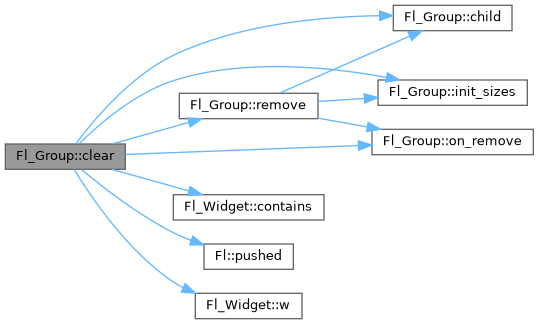 Fl_Group::child
Fl_Group::init_sizes
Fl_Group::remove
Fl_Group::on_remove
Fl_Group::clear
Fl_Widget::contains
Fl::pushed
Fl_Widget::w